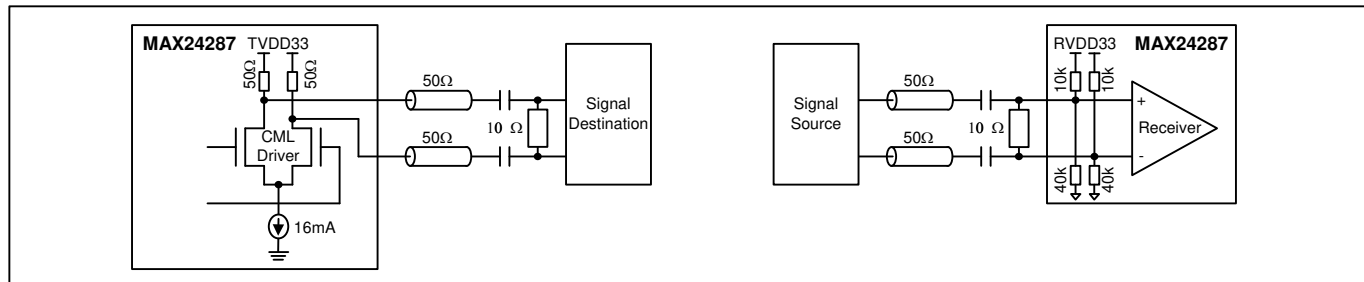 MAX24287 TVDD33
50Ω
50Ω
CML
Driver
16mA
50Ω
50Ω
10 Ω
Signal
Destination
Signal
Source
50Ω
50Ω
10 Ω
RVDD33 MAX24287
10k
10k
+
Receiver
-
40k
40k